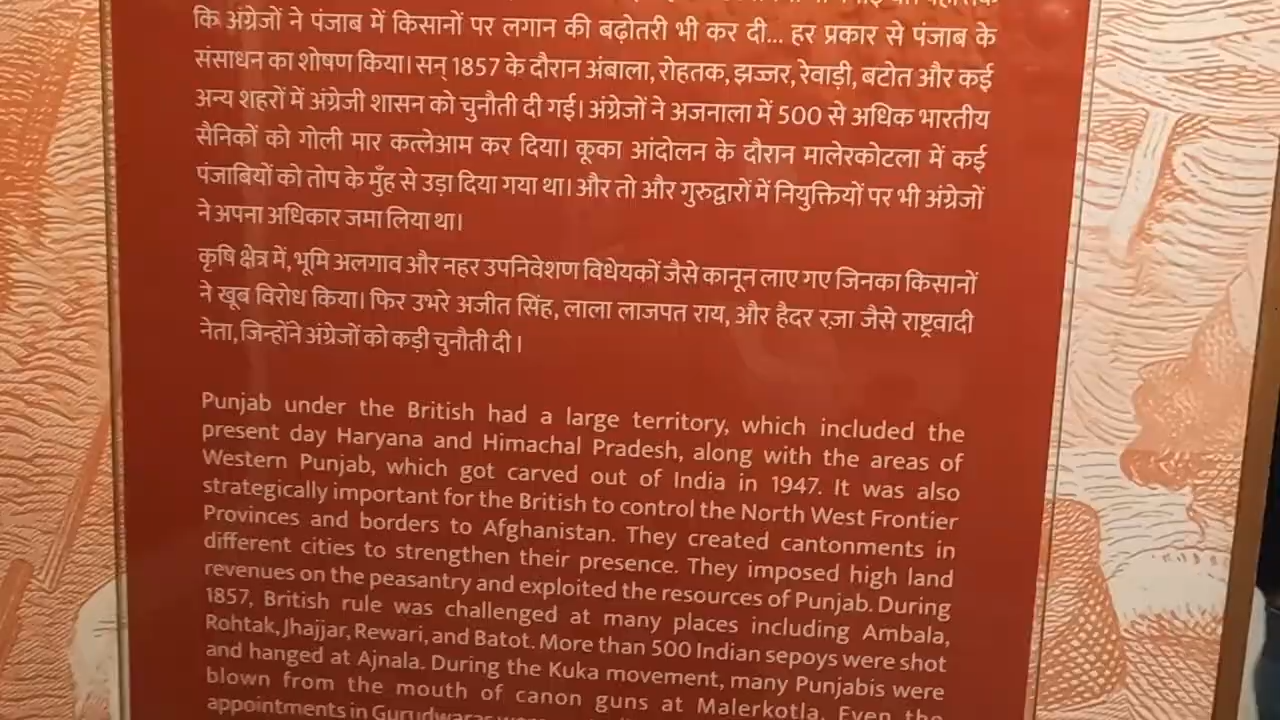 कि अंग्रेजों ने पंजाब में किसानों पर लगान की बढ़ोतरी भी कर दी... हर प्रकार से पंजाब के
संसाधन का शोषण किया। सन् 1857 के दौरान अंबाला, रोहतक, झज्जर, रेवाड़ी, बटोत और कई
अन्य शहरों में अंग्रेजी शासन को चुनौती दी गई। अंग्रेजों ने अजनाला में 500 से अधिक भारतीय
सैनिकों को गोली मार कत्लेआम कर दिया। कूका आंदोलन के दौरान मालेरकोटला में कई
पंजाबियों को तोप के मुँह से उड़ा दिया गया था। और तो और गुरुद्वारों में नियुक्तियों पर भी अंग्रेजों
ने अपना अधिकार जमा लिया था।
कृषि क्षेत्र में, भूमि अलगाव और नहर उपनिवेशण विधेयकों जैसे कानून लाए गए जिनका किसानों
ने खूब विरोध किया। फिर उभरे अजीत सिंह, लाला लाजपत राय, और हैदर रज़ा जैसे राष्ट्रवादी
नेता, जिन्होंने अंग्रेजों को कड़ी चुनौती दी ।
Punjab under the British had a large territory, which included the
present day Haryana and Himachal Pradesh, along with the areas of
Western Punjab, which got carved out of India in 1947. It was also
strategically important for the British to control the North West Frontier
Provinces and borders to Afghanistan. They created cantonments in
different cities to strengthen their presence. They imposed high land
revenues on the peasantry and exploited the resources of Punjab. During
1857, British rule was challenged at many places including Ambala,
Rohtak, Jhajjar, Rewari, and Batot. More than 500 Indian sepoys were shot
and hanged at Ajnala. During the Kuka movement, many Punjabis were
blown from the mouth of canon guns at Malerkotla. Even the
appointments in Gurudwaras